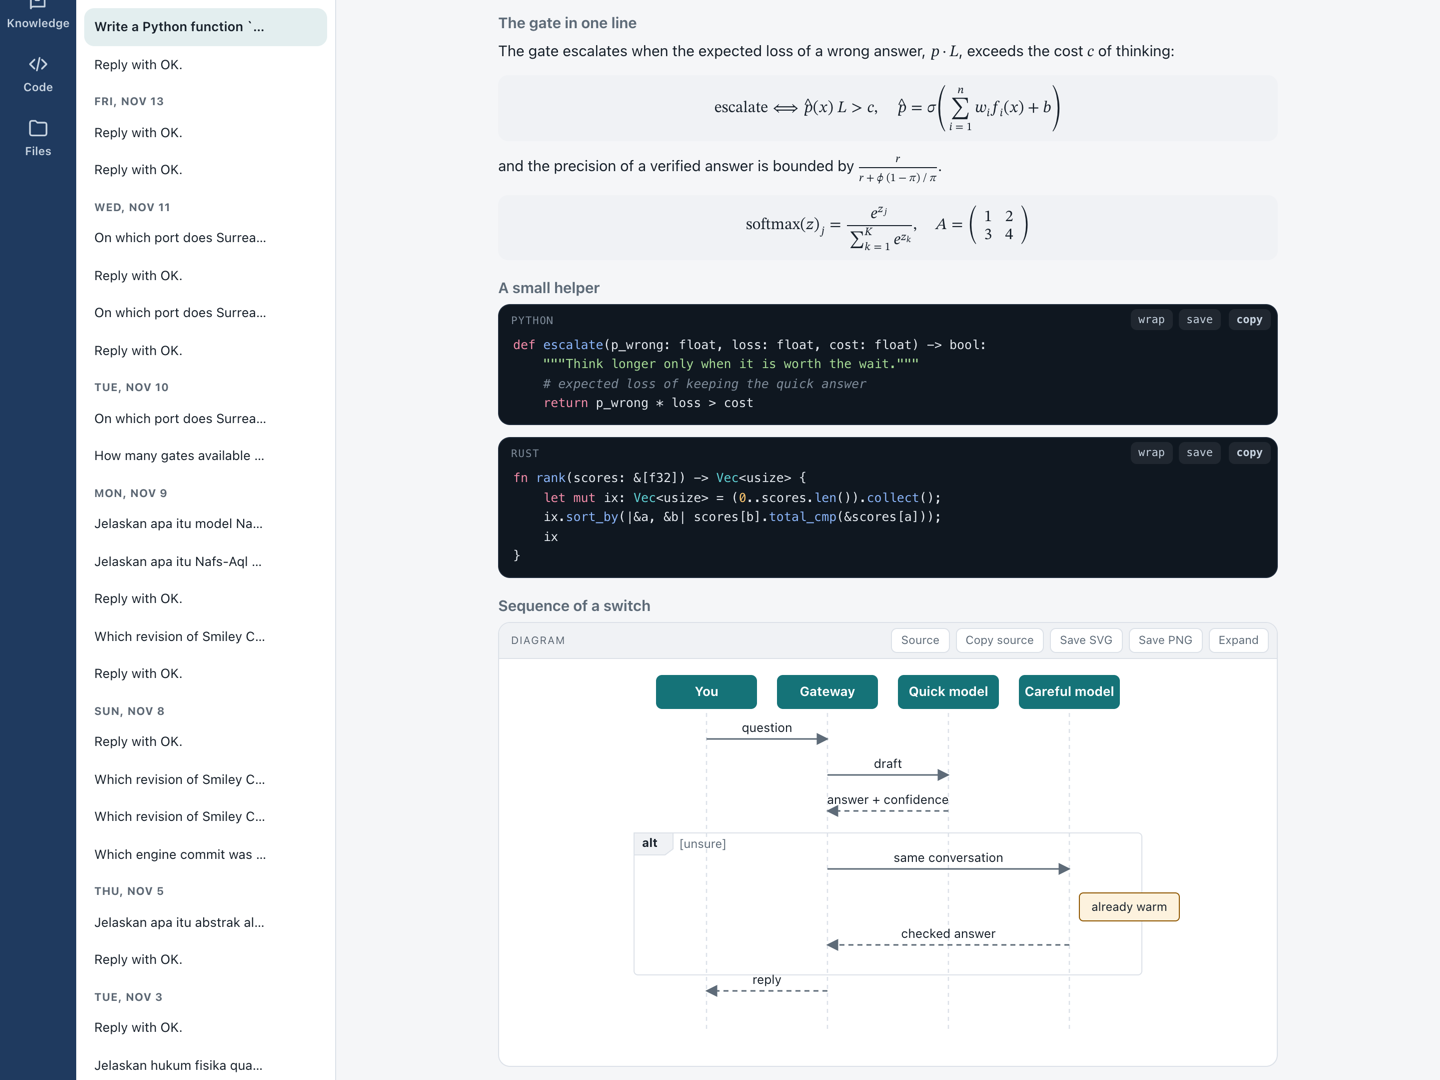 Knowledge
Code
Files
Write a Python function `...
Reply with OK.
FRI, NOV 13
Reply with OK.
Reply with OK.
WED, NOV 11
On which port does Surrea...
Reply with OK.
On which port does Surrea...
Reply with OK.
TUE, NOV 10
On which port does Surrea...
How many gates available ...
MON, NOV 9
Jelaskan apa itu model Na...
Jelaskan apa itu Nafs-Aql ...
Reply with OK.
Which revision of Smiley C...
Reply with OK.
SUN, NOV 8
Reply with OK.
Which revision of Smiley C...
Which revision of Smiley C...
Which engine commit was ...
THU, NOV 5
Jelaskan apa itu abstrak al...
Reply with OK.
TUE, NOV 3
Reply with OK.
Jelaskan hukum fisika qua...
The gate in one line
The gate escalates when the expected loss of a wrong answer, p · L, exceeds the cost c of thinking:
escalate ⟺ p̂(x) L > c, p̂ = σ(∑_{i=1}^{n} w_i f_i(x) + b)
and the precision of a verified answer is bounded by r / (r + ϕ (1 − π) / π).
softmax(z)_j = e^{z_j} / ∑_{k=1}^{K} e^{z_k}, A = (1 2; 3 4)
A small helper
PYTHON wrap save copy
def escalate(p_wrong: float, loss: float, cost: float) -> bool:
    """Think longer only when it is worth the wait."""
    # expected loss of keeping the quick answer
    return p_wrong * loss > cost
RUST wrap save copy
fn rank(scores: &[f32]) -> Vec<usize> {
    let mut ix: Vec<usize> = (0..scores.len()).collect();
    ix.sort_by(|&a, &b| scores[b].total_cmp(&scores[a]));
    ix
}
Sequence of a switch
DIAGRAM Source Copy source Save SVG Save PNG Expand
You Gateway Quick model Careful model
question
draft
answer + confidence
alt [unsure]
same conversation
already warm
checked answer
reply